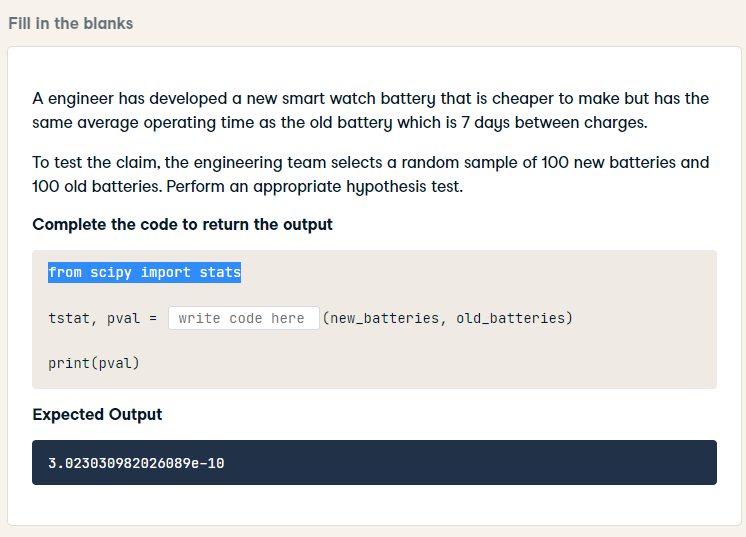 Fill in the blanks
A engineer has developed a new smart watch battery that is cheaper to make but has the
same average operating time as the old battery which is 7 days between charges.
To test the claim, the engineering team selects a random sample of 100 new batteries and
100 old batteries. Perform an appropriate hypothesis test.
Complete the code to return the output
from scipy import stats
tstat, pval = write code here (new_batteries, old_batteries)
print(pval)
Expected Output
3.023030982026089e-10